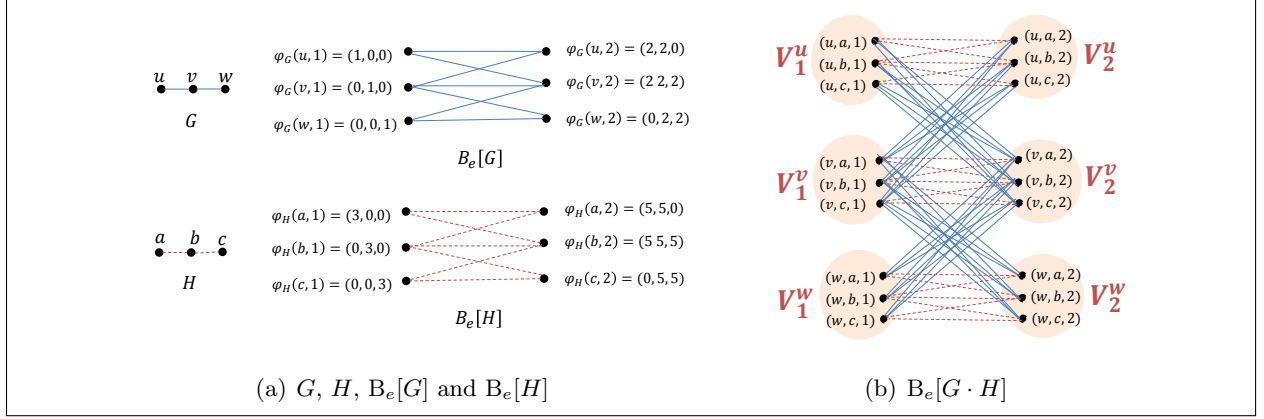 u v w
G
φ_G(u,1) = (1,0,0)
φ_G(v,1) = (0,1,0)
φ_G(w,1) = (0,0,1)
φ_G(u,2) = (2,2,0)
φ_G(v,2) = (2 2,2)
φ_G(w,2) = (0,2,2)
B_e[G]
a b c
H
φ_H(a,1) = (3,0,0)
φ_H(b,1) = (0,3,0)
φ_H(c,1) = (0,0,3)
φ_H(a,2) = (5,5,0)
φ_H(b,2) = (5 5,5)
φ_H(c,2) = (0,5,5)
B_e[H]
(a) G, H, B_e[G] and B_e[H]
V_1^u
(u, a, 1)
(u, b, 1)
(u, c, 1)
(u, a, 2)
(u, b, 2)
(u, c, 2)
V_2^u
V_1^v
(v, a, 1)
(v, b, 1)
(v, c, 1)
(v, a, 2)
(v, b, 2)
(v, c, 2)
V_2^v
V_1^w
(w, a, 1)
(w, b, 1)
(w, c, 1)
(w, a, 2)
(w, b, 2)
(w, c, 2)
V_2^w
(b) B_e[G · H]